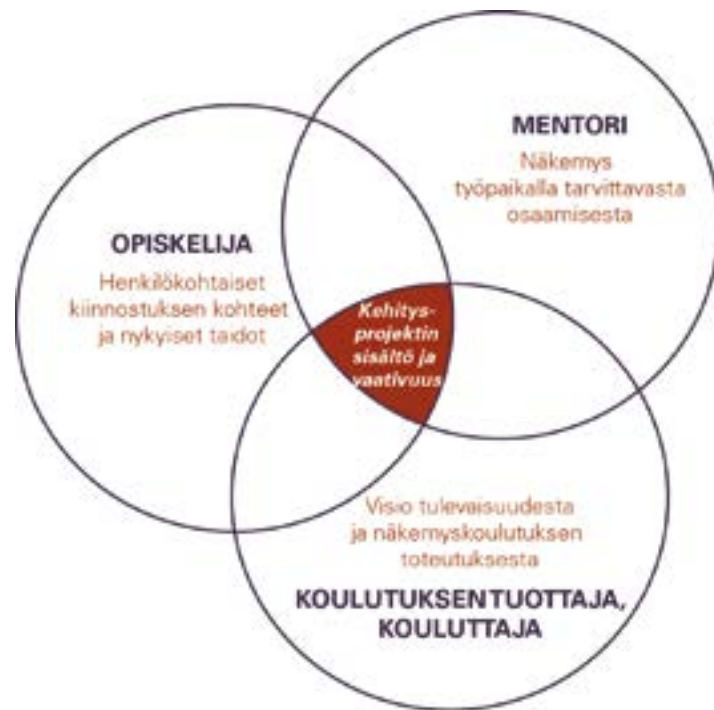 MENTORI
Näkemys
työpaikalla tarvittavasta
osaamisesta
OPISKELIJA
Henkilökohtaiset
kiinnostuksen kohteet
ja nykyiset taidot
Kehitys-
projektin
sisältö ja
vaativuus
Visio tulevaisuudesta
ja näkemyskoulutuksen
toteutuksesta
KOULUTUKSENTUOTTAJA,
KOULUTTAJA